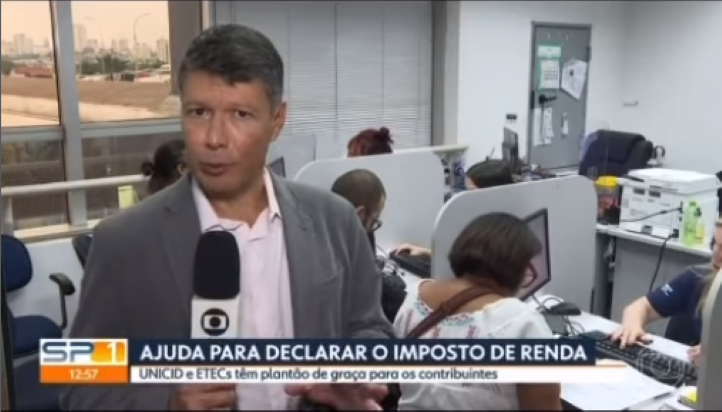 SP1 AJUDA PARA DECLARAR O IMPOSTO DE RENDA
12:57 UNICID e ETECs têm plantão de graça para os contribuintes